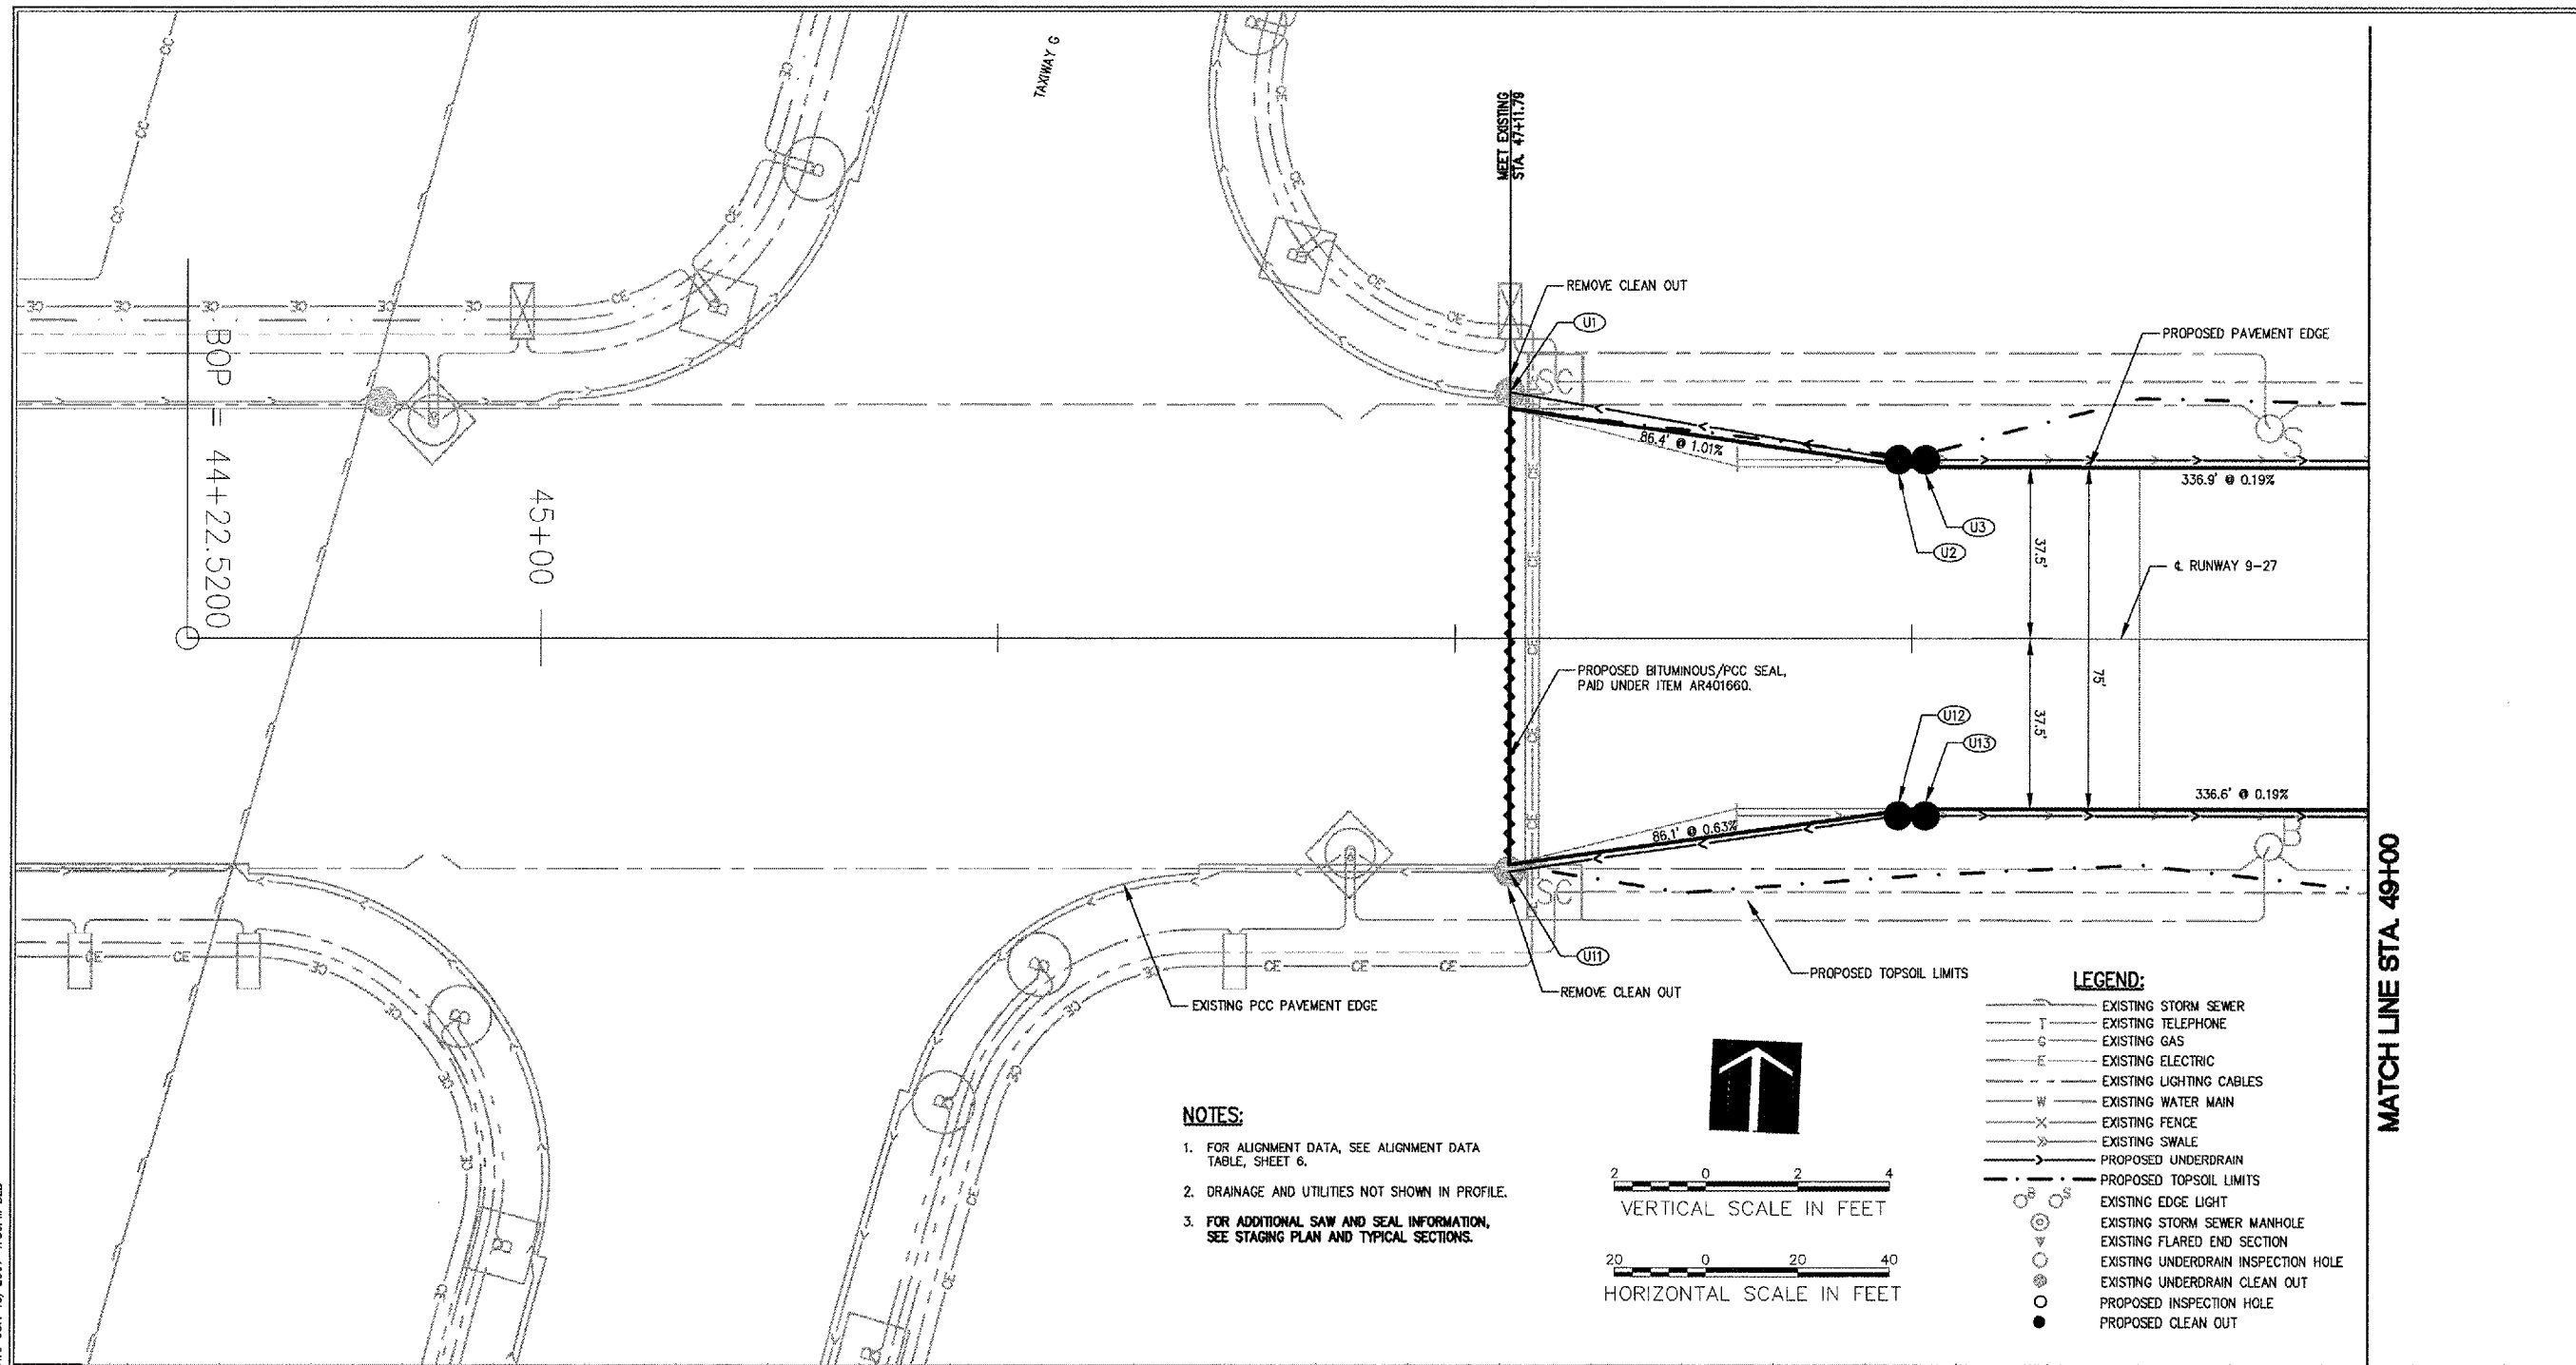 TAXIWAY G
MEET EXISTING
STA. 47+11.79
REMOVE CLEAN OUT
U1
PROPOSED PAVEMENT EDGE
SC
S
86.4' @ 1.01%
336.9' @ 0.19%
U3
U2
37.5'
℄ RUNWAY 9-27
BOP = 44+22.5200
45+00
PROPOSED BITUMINOUS/PCC SEAL,
PAID UNDER ITEM AR401660.
75'
37.5'
U12
U13
336.6' @ 0.19%
86.1' @ 0.63%
B
SC
U11
PROPOSED TOPSOIL LIMITS
REMOVE CLEAN OUT
EXISTING PCC PAVEMENT EDGE
MATCH LINE STA. 49+00
NOTES:
1. FOR ALIGNMENT DATA, SEE ALIGNMENT DATA
TABLE, SHEET 6.
2. DRAINAGE AND UTILITIES NOT SHOWN IN PROFILE.
3. FOR ADDITIONAL SAW AND SEAL INFORMATION,
SEE STAGING PLAN AND TYPICAL SECTIONS.
2 0 2 4
VERTICAL SCALE IN FEET
20 0 20 40
HORIZONTAL SCALE IN FEET
LEGEND:
EXISTING STORM SEWER
T EXISTING TELEPHONE
G EXISTING GAS
E EXISTING ELECTRIC
EXISTING LIGHTING CABLES
W EXISTING WATER MAIN
EXISTING FENCE
EXISTING SWALE
PROPOSED UNDERDRAIN
PROPOSED TOPSOIL LIMITS
B S EXISTING EDGE LIGHT
EXISTING STORM SEWER MANHOLE
EXISTING FLARED END SECTION
EXISTING UNDERDRAIN INSPECTION HOLE
EXISTING UNDERDRAIN CLEAN OUT
PROPOSED INSPECTION HOLE
PROPOSED CLEAN OUT